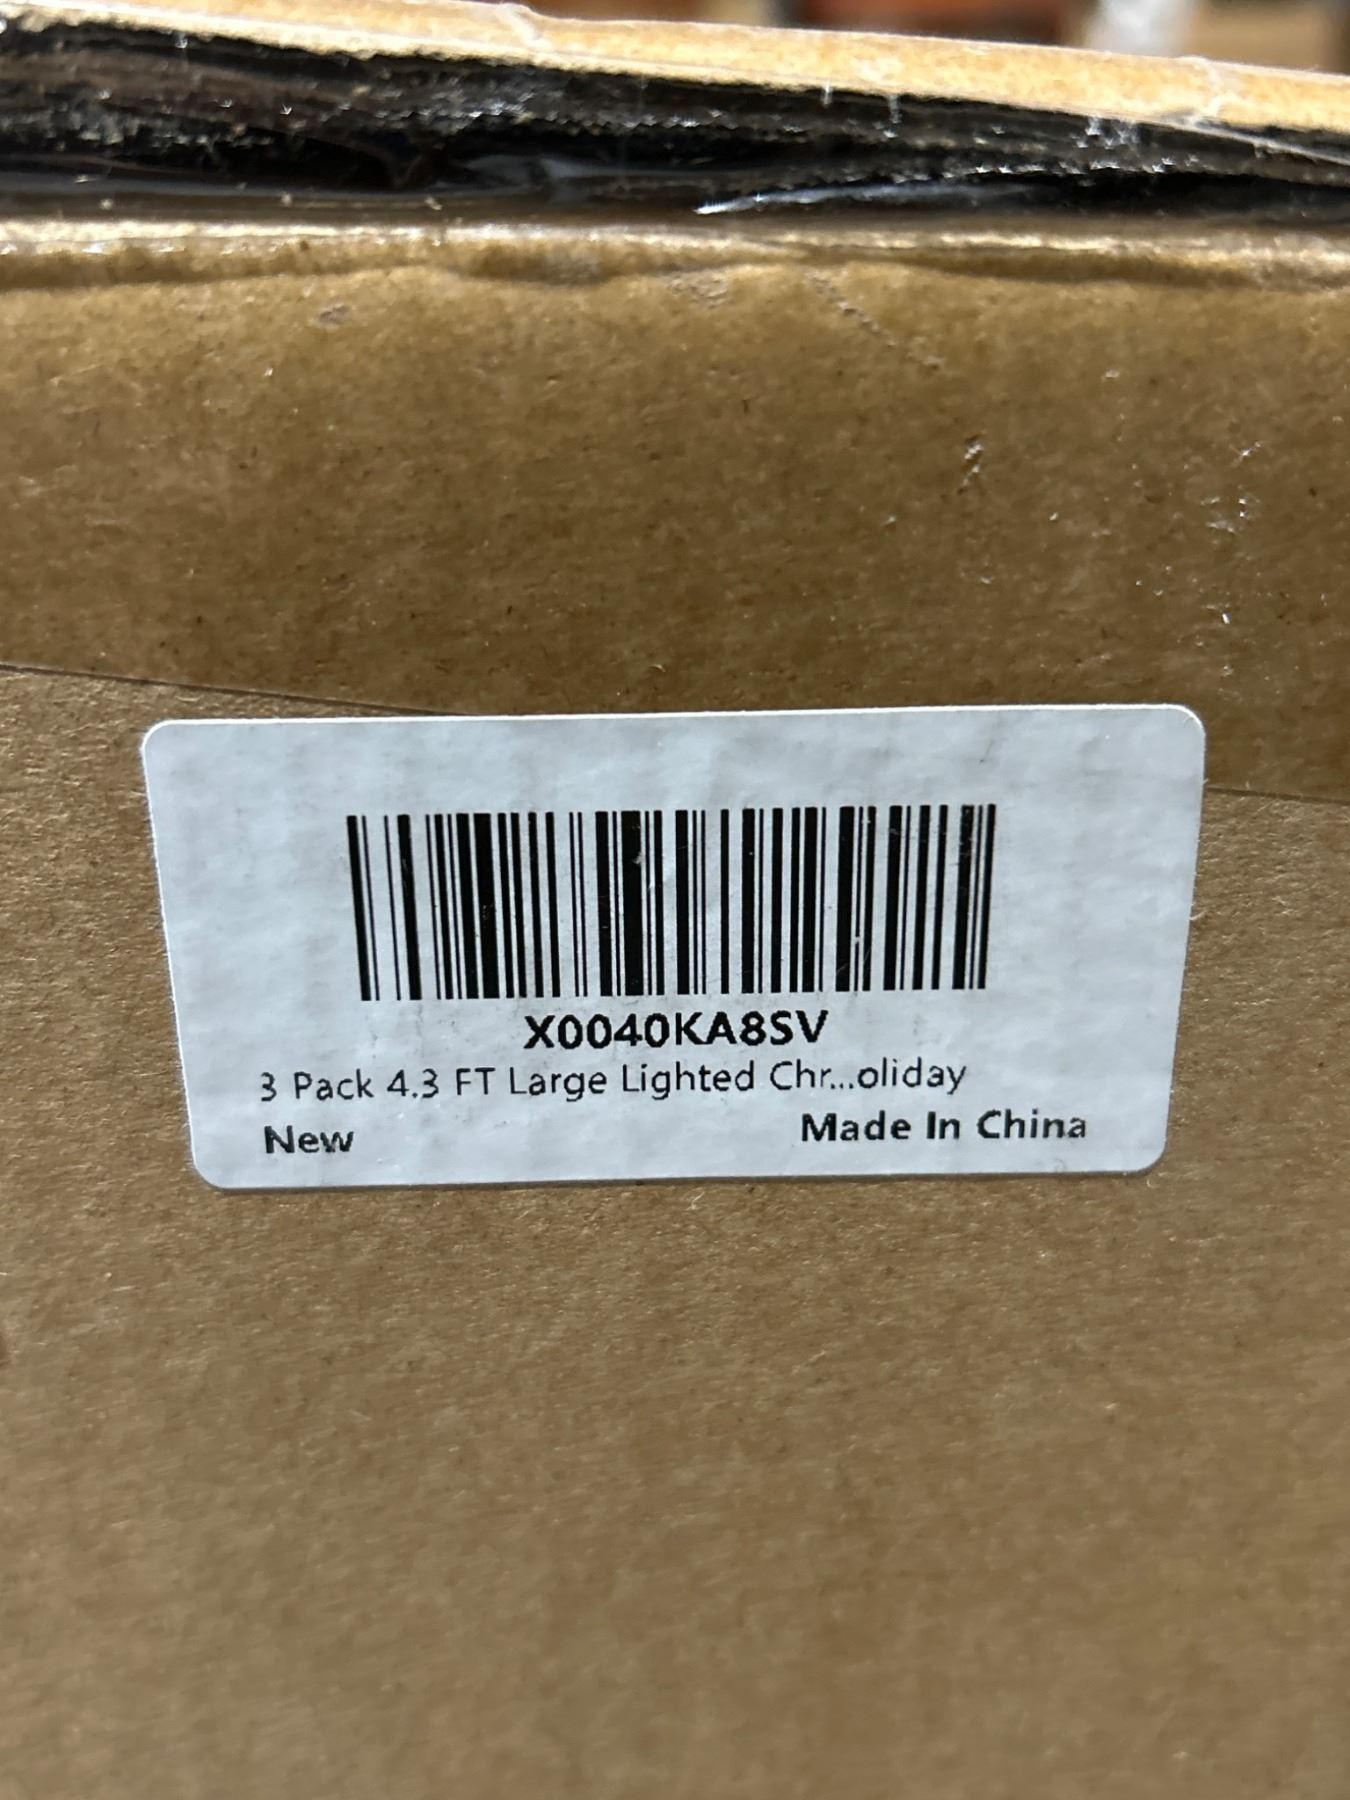 X0040KA8SV
3 Pack 4.3 FT Large Lighted Chr...oliday
New Made In China